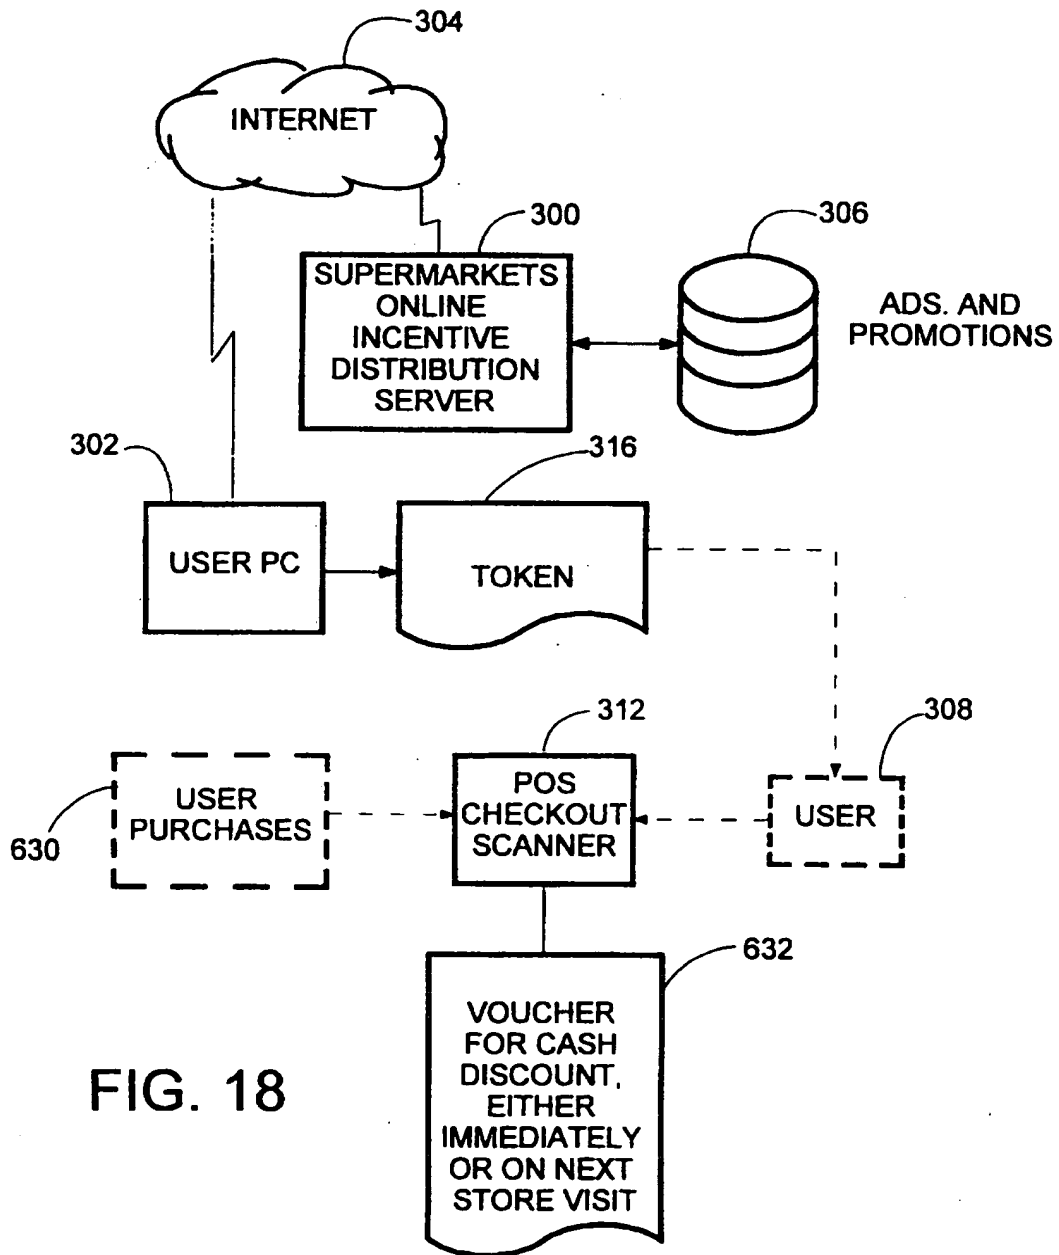 304
INTERNET
300
306
SUPERMARKETS
ONLINE
INCENTIVE
DISTRIBUTION
SERVER
ADS. AND
PROMOTIONS
302
316
USER PC
TOKEN
312
308
USER
PURCHASES
POS
CHECKOUT
SCANNER
USER
630
632
VOUCHER
FOR CASH
DISCOUNT,
EITHER
IMMEDIATELY
OR ON NEXT
STORE VISIT
FIG. 18